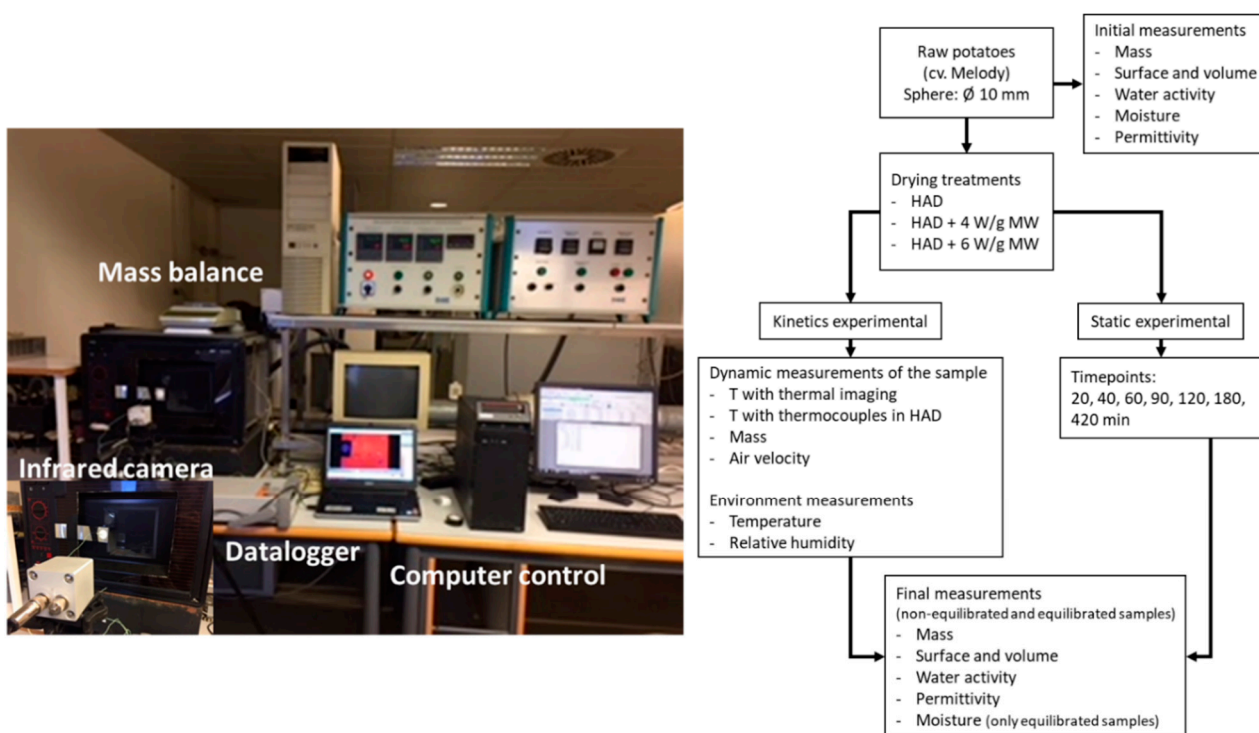 Mass balance
Infrared camera
Datalogger
Computer control
Raw potatoes
(cv. Melody)
Sphere: Ø 10 mm
Initial measurements
- Mass
- Surface and volume
- Water activity
- Moisture
- Permittivity
Drying treatments
- HAD
- HAD + 4 W/g MW
- HAD + 6 W/g MW
Kinetics experimental
Static experimental
Dynamic measurements of the sample
- T with thermal imaging
- T with thermocouples in HAD
- Mass
- Air velocity
Environment measurements
- Temperature
- Relative humidity
Timepoints:
20, 40, 60, 90, 120, 180,
420 min
Final measurements
(non-equilibrated and equilibrated samples)
- Mass
- Surface and volume
- Water activity
- Permittivity
- Moisture (only equilibrated samples)